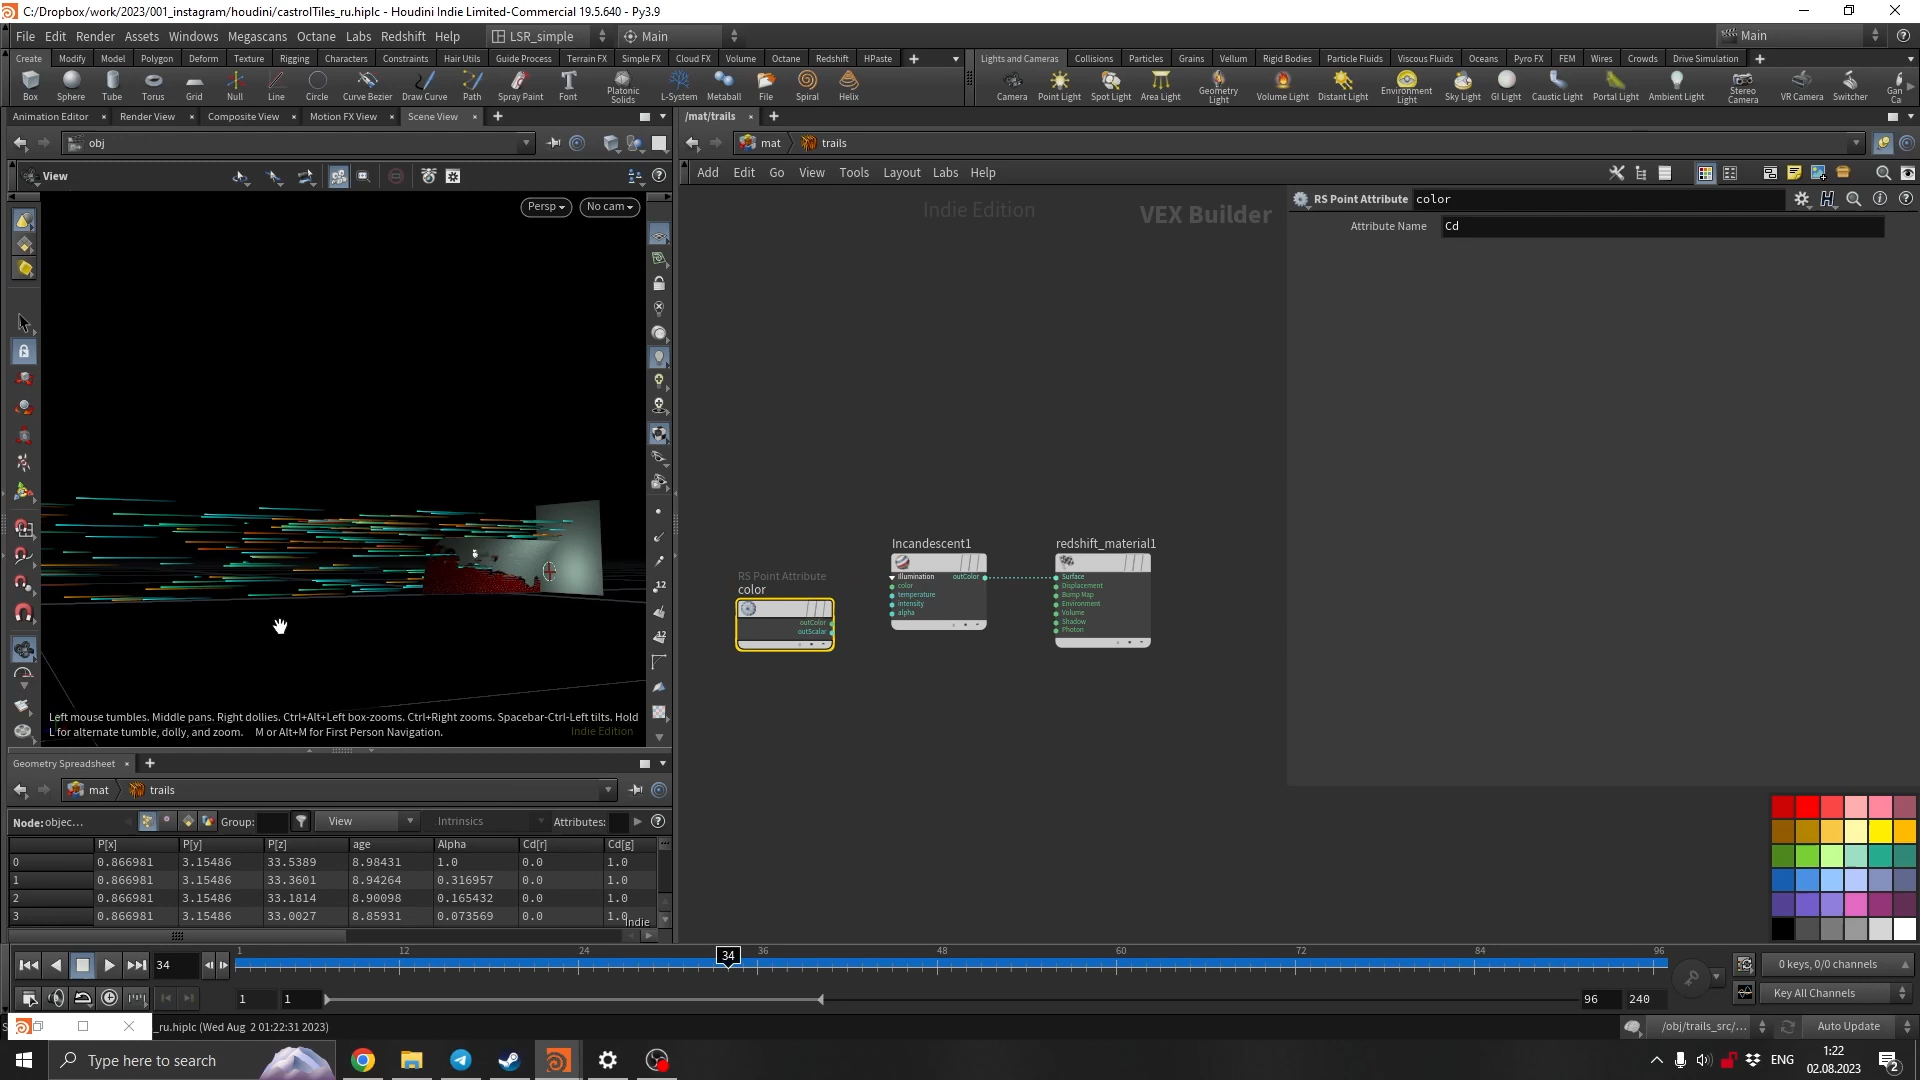 C:/Dropbox/work/2023/001_instagram/houdini/castrolTiles_ru.hiplc - Houdini Indie Limited-Commercial 19.5.640 - Py3.9
File Edit Render Assets Windows Megascans Octane Labs Redshift Help LSR_simple Main Main
Create Modify Model Polygon Deform Texture Rigging Characters Constraints Hair Utils Guide Process Terrain FX Simple FX Cloud FX Volume Octane Redshift HPaste
Lights and Cameras Collisions Particles Grains Vellum Rigid Bodies Particle Fluids Viscous Fluids Oceans Pyro FX FEM Wires Crowds Drive Simulation
Box Sphere Tube Torus Grid Null Line Circle Curve Bezier Draw Curve Path Spray Paint Font Platonic Solids L-System Metaball File Spiral Helix
Camera Point Light Spot Light Area Light Geometry Light Volume Light Distant Light Environment Light Sky Light GI Light Caustic Light Portal Light Ambient Light Stereo Camera VR Camera Switcher Gan Ca
Animation Editor Render View Composite View Motion FX View Scene View
/mat/trails
obj
mat trails
View
Add Edit Go View Tools Layout Labs Help
Persp No cam
Indie Edition VEX Builder
RS Point Attribute color
Attribute Name Cd
Incandescent1
redshift_material1
Illumination outColor
color
temperature
intensity
alpha
Surface
Displacement
Bump Map
Environment
Volume
Shadow
Photon
RS Point Attribute
color
outColor
outScalar
12
12
Left mouse tumbles. Middle pans. Right dollies. Ctrl+Alt+Left box-zooms. Ctrl+Right zooms. Spacebar-Ctrl-Left tilts. Hold
L for alternate tumble, dolly, and zoom. M or Alt+M for First Person Navigation.
Indie Edition
Geometry Spreadsheet
mat trails
Node: objec... Group: View Intrinsics Attributes:
P[x] P[y] P[z] age Alpha Cd[r] Cd[g]
0 0.866981 3.15486 33.5389 8.98431 1.0 0.0 1.0
1 0.866981 3.15486 33.3601 8.94264 0.316957 0.0 1.0
2 0.866981 3.15486 33.1814 8.90098 0.165432 0.0 1.0
3 0.866981 3.15486 33.0027 8.85931 0.073569 0.0 1.0
Indie
34 1 12 24 34 36 48 60 72 84 96
0 keys, 0/0 channels
1 1 96 240 Key All Channels
_ru.hiplc (Wed Aug 2 01:22:31 2023)
/obj/trails_src/... Auto Update
Type here to search
ENG 1:22
02.08.2023
2